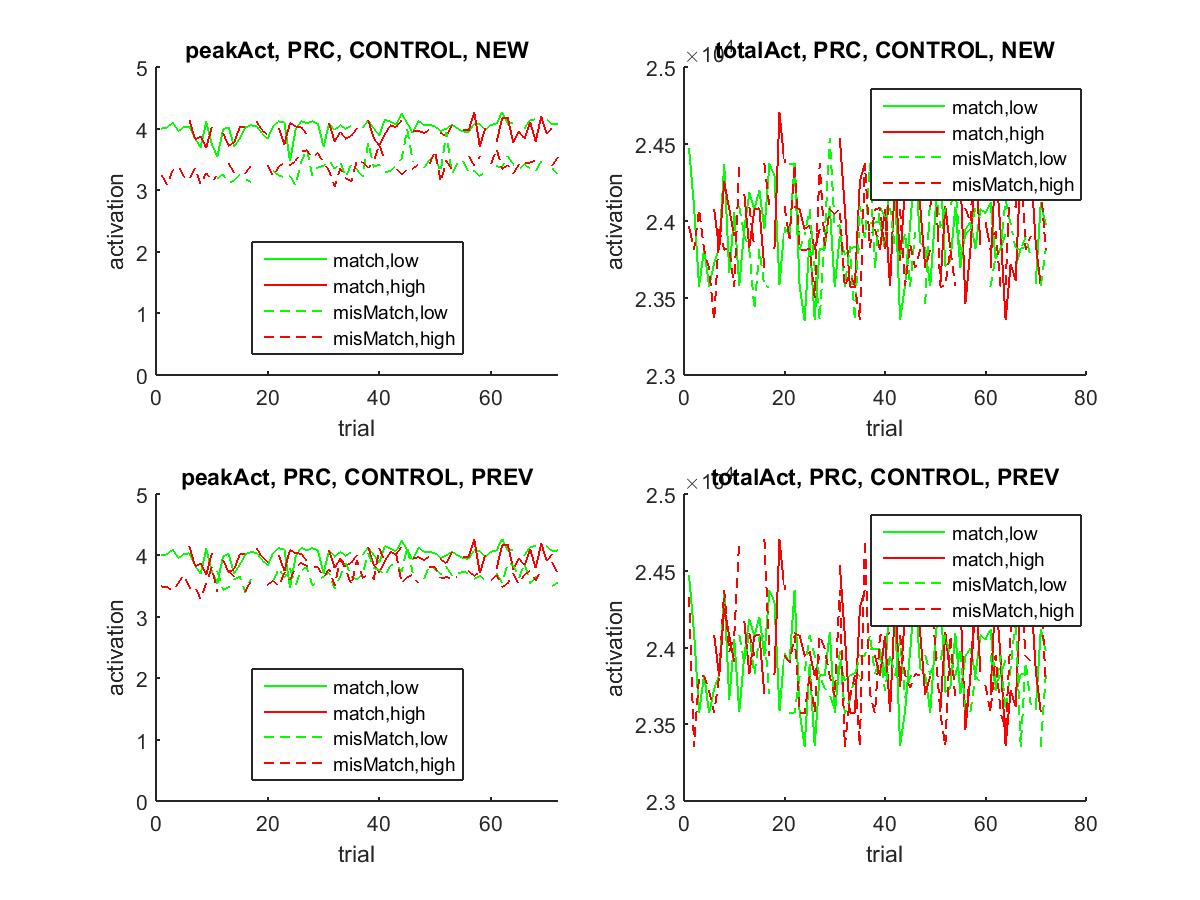 peakAct, PRC, CONTROL, NEW
5
4
3
2
1
0
activation
match,low
match,high
misMatch,low
misMatch,high
0 20 40 60
trial
totalAct, PRC, CONTROL, NEW
×10⁴
2.5
2.45
2.4
2.35
2.3
activation
match,low
match,high
misMatch,low
misMatch,high
0 20 40 60 80
trial
peakAct, PRC, CONTROL, PREV
5
4
3
2
1
0
activation
match,low
match,high
misMatch,low
misMatch,high
0 20 40 60
trial
totalAct, PRC, CONTROL, PREV
×10⁴
2.5
2.45
2.4
2.35
2.3
activation
match,low
match,high
misMatch,low
misMatch,high
0 20 40 60 80
trial